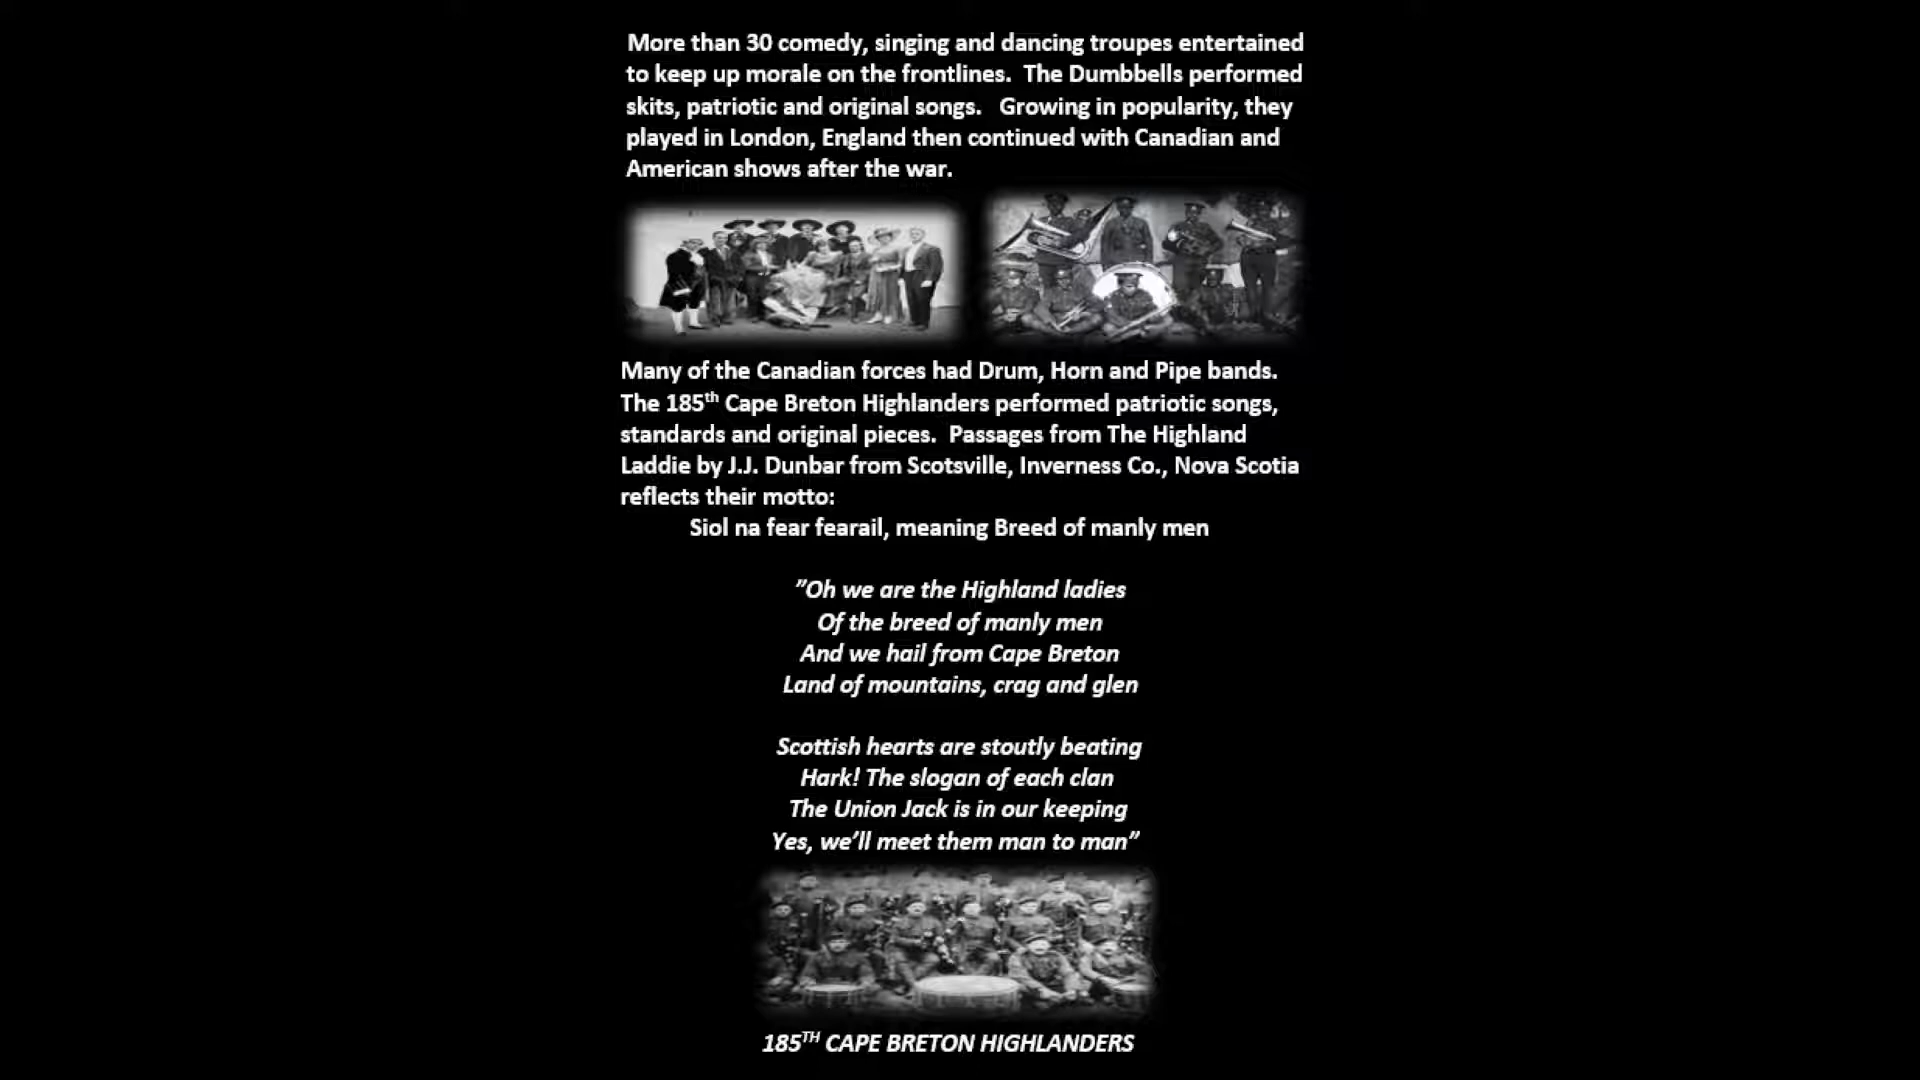 More than 30 comedy, singing and dancing troupes entertained
to keep up morale on the frontlines.  The Dumbbells performed
skits, patriotic and original songs.   Growing in popularity, they
played in London, England then continued with Canadian and
American shows after the war.
Many of the Canadian forces had Drum, Horn and Pipe bands.
The 185th Cape Breton Highlanders performed patriotic songs,
standards and original pieces.  Passages from The Highland
Laddie by J.J. Dunbar from Scotsville, Inverness Co., Nova Scotia
reflects their motto:
Siol na fear fearail, meaning Breed of manly men
”Oh we are the Highland ladies
Of the breed of manly men
And we hail from Cape Breton
Land of mountains, crag and glen
Scottish hearts are stoutly beating
Hark! The slogan of each clan
The Union Jack is in our keeping
Yes, we’ll meet them man to man”
185TH CAPE BRETON HIGHLANDERS